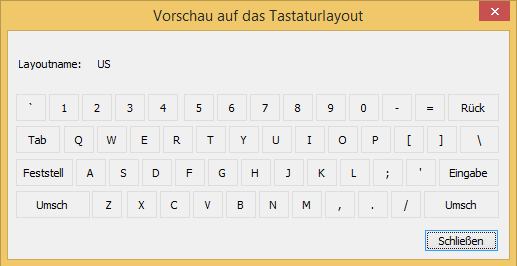 Vorschau auf das Tastaturlayout
Layoutname: US
` 1 2 3 4 5 6 7 8 9 0 - = Rück
Tab Q W E R T Y U I O P [ ] \
Feststell A S D F G H J K L ; ' Eingabe
Umsch Z X C V B N M , . / Umsch
Schließen